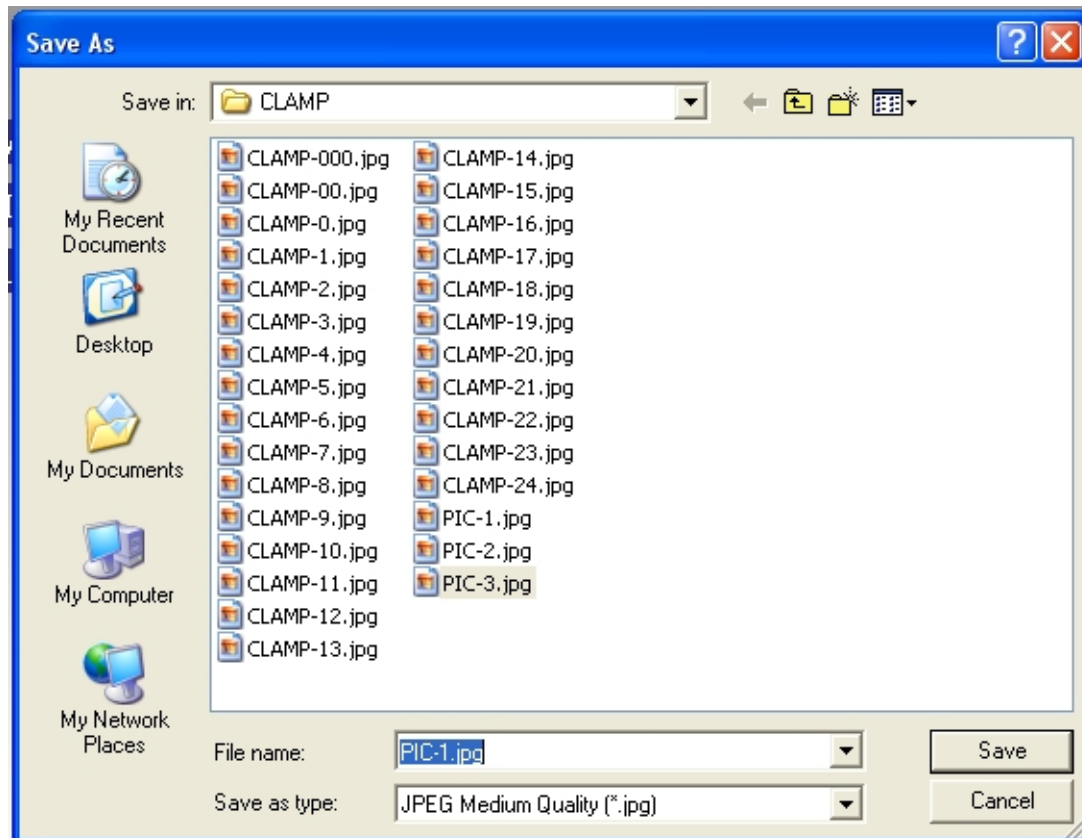 Save As
Save in: CLAMP
My Recent
Documents
Desktop
My Documents
My Computer
My Network
Places
CLAMP-000.jpg
CLAMP-00.jpg
CLAMP-0.jpg
CLAMP-1.jpg
CLAMP-2.jpg
CLAMP-3.jpg
CLAMP-4.jpg
CLAMP-5.jpg
CLAMP-6.jpg
CLAMP-7.jpg
CLAMP-8.jpg
CLAMP-9.jpg
CLAMP-10.jpg
CLAMP-11.jpg
CLAMP-12.jpg
CLAMP-13.jpg
CLAMP-14.jpg
CLAMP-15.jpg
CLAMP-16.jpg
CLAMP-17.jpg
CLAMP-18.jpg
CLAMP-19.jpg
CLAMP-20.jpg
CLAMP-21.jpg
CLAMP-22.jpg
CLAMP-23.jpg
CLAMP-24.jpg
PIC-1.jpg
PIC-2.jpg
PIC-3.jpg
File name: PIC-1.jpg
Save
Save as type: JPEG Medium Quality (*.jpg)
Cancel